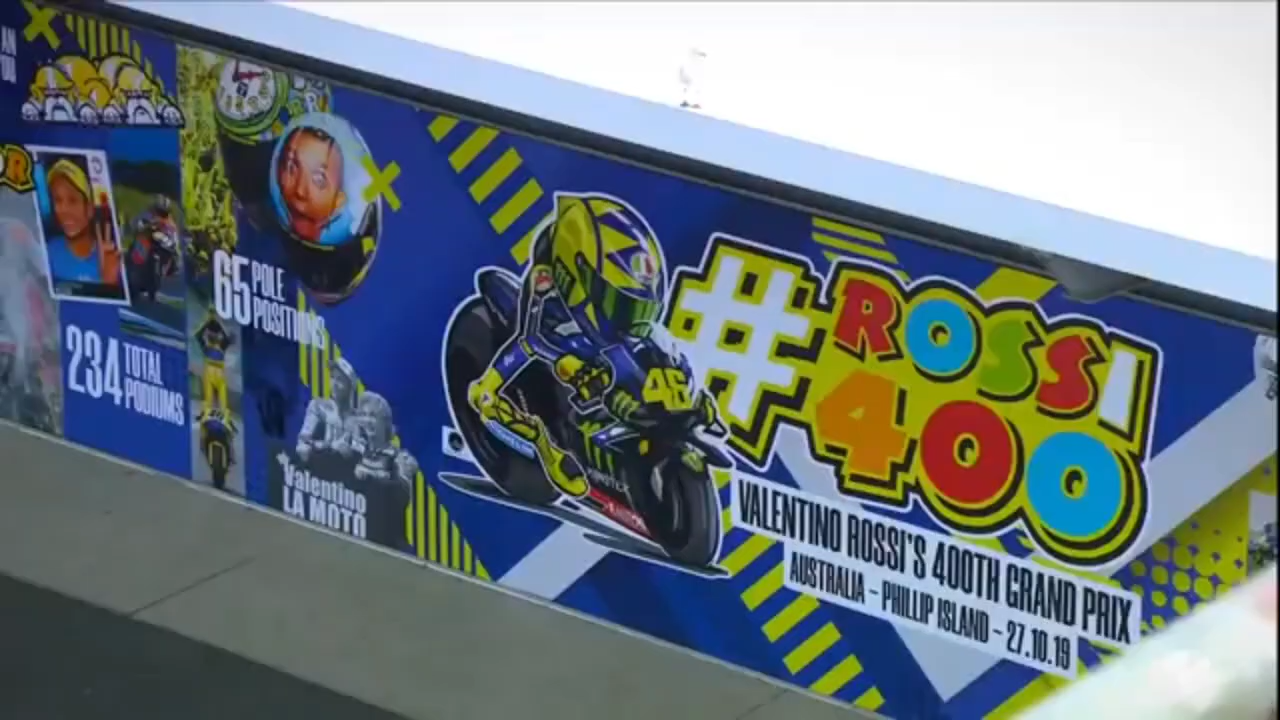 65 POLE
POSITIONS
234 TOTAL
PODIUMS
Valentino
LA MOTO
46
#ROSSI
400
VALENTINO ROSSI'S 400TH GRAND PRIX
AUSTRALIA - PHILLIP ISLAND - 27.10.19